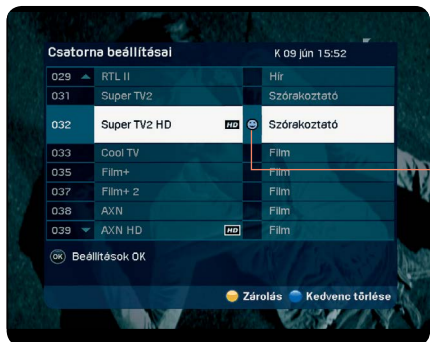 Csatorna beállításai K 09 jún 15:52
029 RTL II Hír
031 Super TV2 Szórakoztató
032 Super TV2 HD HD Szórakoztató
033 Cool TV Film
035 Film+ Film
037 Film+ 2 Film
038 AXN Film
039 AXN HD HD Film
OK Beállítások OK
Zárolás Kedvenc törlése